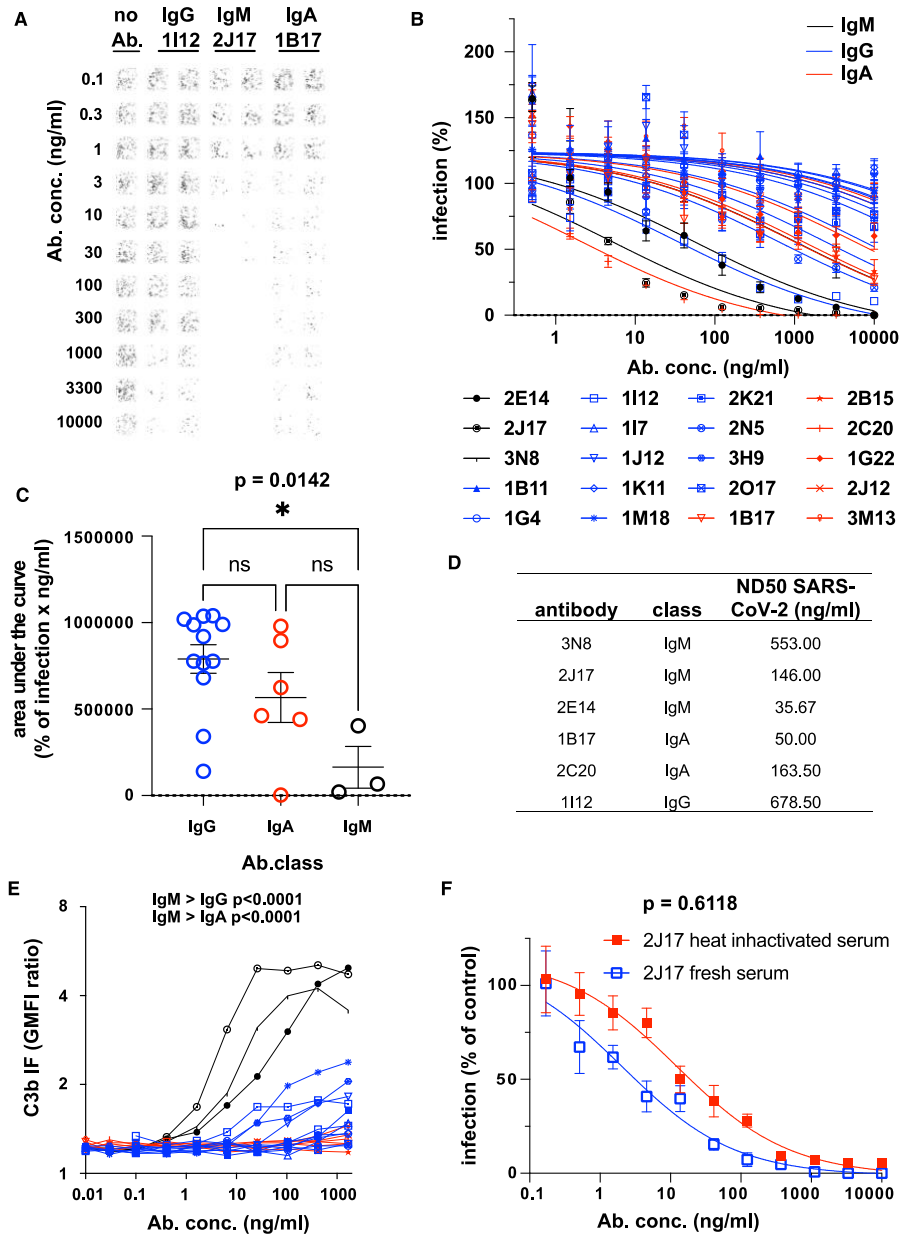 A
no IgG IgM IgA
Ab. 1I12 2J17 1B17
Ab. conc. (ng/ml)
0.1
0.3
1
3
10
30
100
300
1000
3300
10000
B
IgM
IgG
IgA
infection (%)
200
150
100
50
0
1 10 100 1000 10000
Ab. conc. (ng/ml)
2E14 1I12 2K21 2B15
2J17 1I7 2N5 2C20
3N8 1J12 3H9 1G22
1B11 1K11 2O17 2J12
1G4 1M18 1B17 3M13
C
p = 0.0142
*
ns ns
area under the curve
(% of infection x ng/ml)
1500000
1000000
500000
0
IgG IgA IgM
Ab.class
D
antibody class ND50 SARS-
CoV-2 (ng/ml)
3N8 IgM 553.00
2J17 IgM 146.00
2E14 IgM 35.67
1B17 IgA 50.00
2C20 IgA 163.50
1I12 IgG 678.50
E
IgM > IgG p<0.0001
IgM > IgA p<0.0001
C3b IF (GMFI ratio)
8
4
2
1
0.01 0.1 1 10 100 1000
Ab. conc. (ng/ml)
F
p = 0.6118
2J17 heat inhactivated serum
2J17 fresh serum
infection (% of control)
100
50
0
0.1 1 10 100 1000 10000
Ab. conc. (ng/ml)